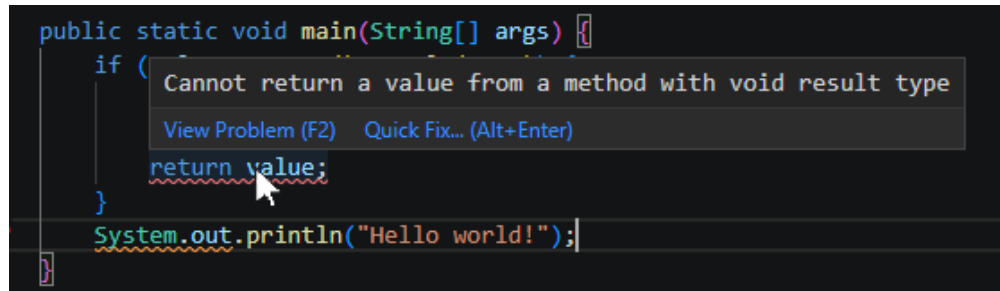 public static void main(String[] args) {
if (
Cannot return a value from a method with void result type
View Problem (F2) Quick Fix... (Alt+Enter)
return value;
}
System.out.println("Hello world!");
}